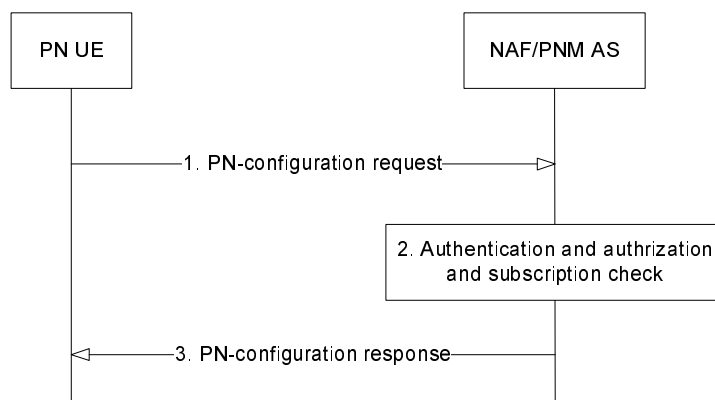 PN UE
NAF/PNM AS
1. PN-configuration request
2. Authentication and authrization
and subscription check
3. PN-configuration response